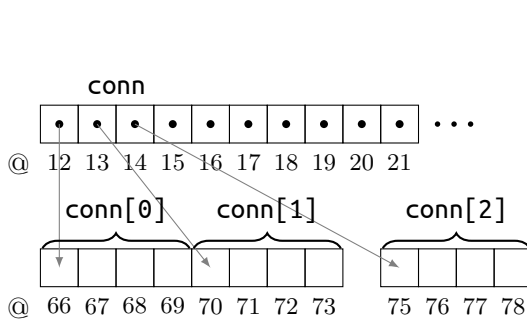 conn
@ 12 13 14 15 16 17 18 19 20 21 ...
conn[0] conn[1] conn[2]
@ 66 67 68 69 70 71 72 73 75 76 77 78